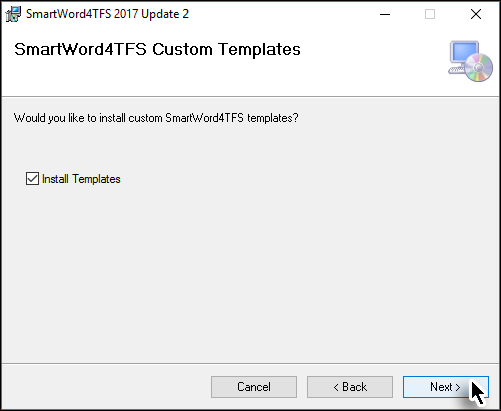 SmartWord4TFS 2017 Update 2
SmartWord4TFS Custom Templates
Would you like to install custom SmartWord4TFS templates?
Install Templates
Cancel
< Back
Next >